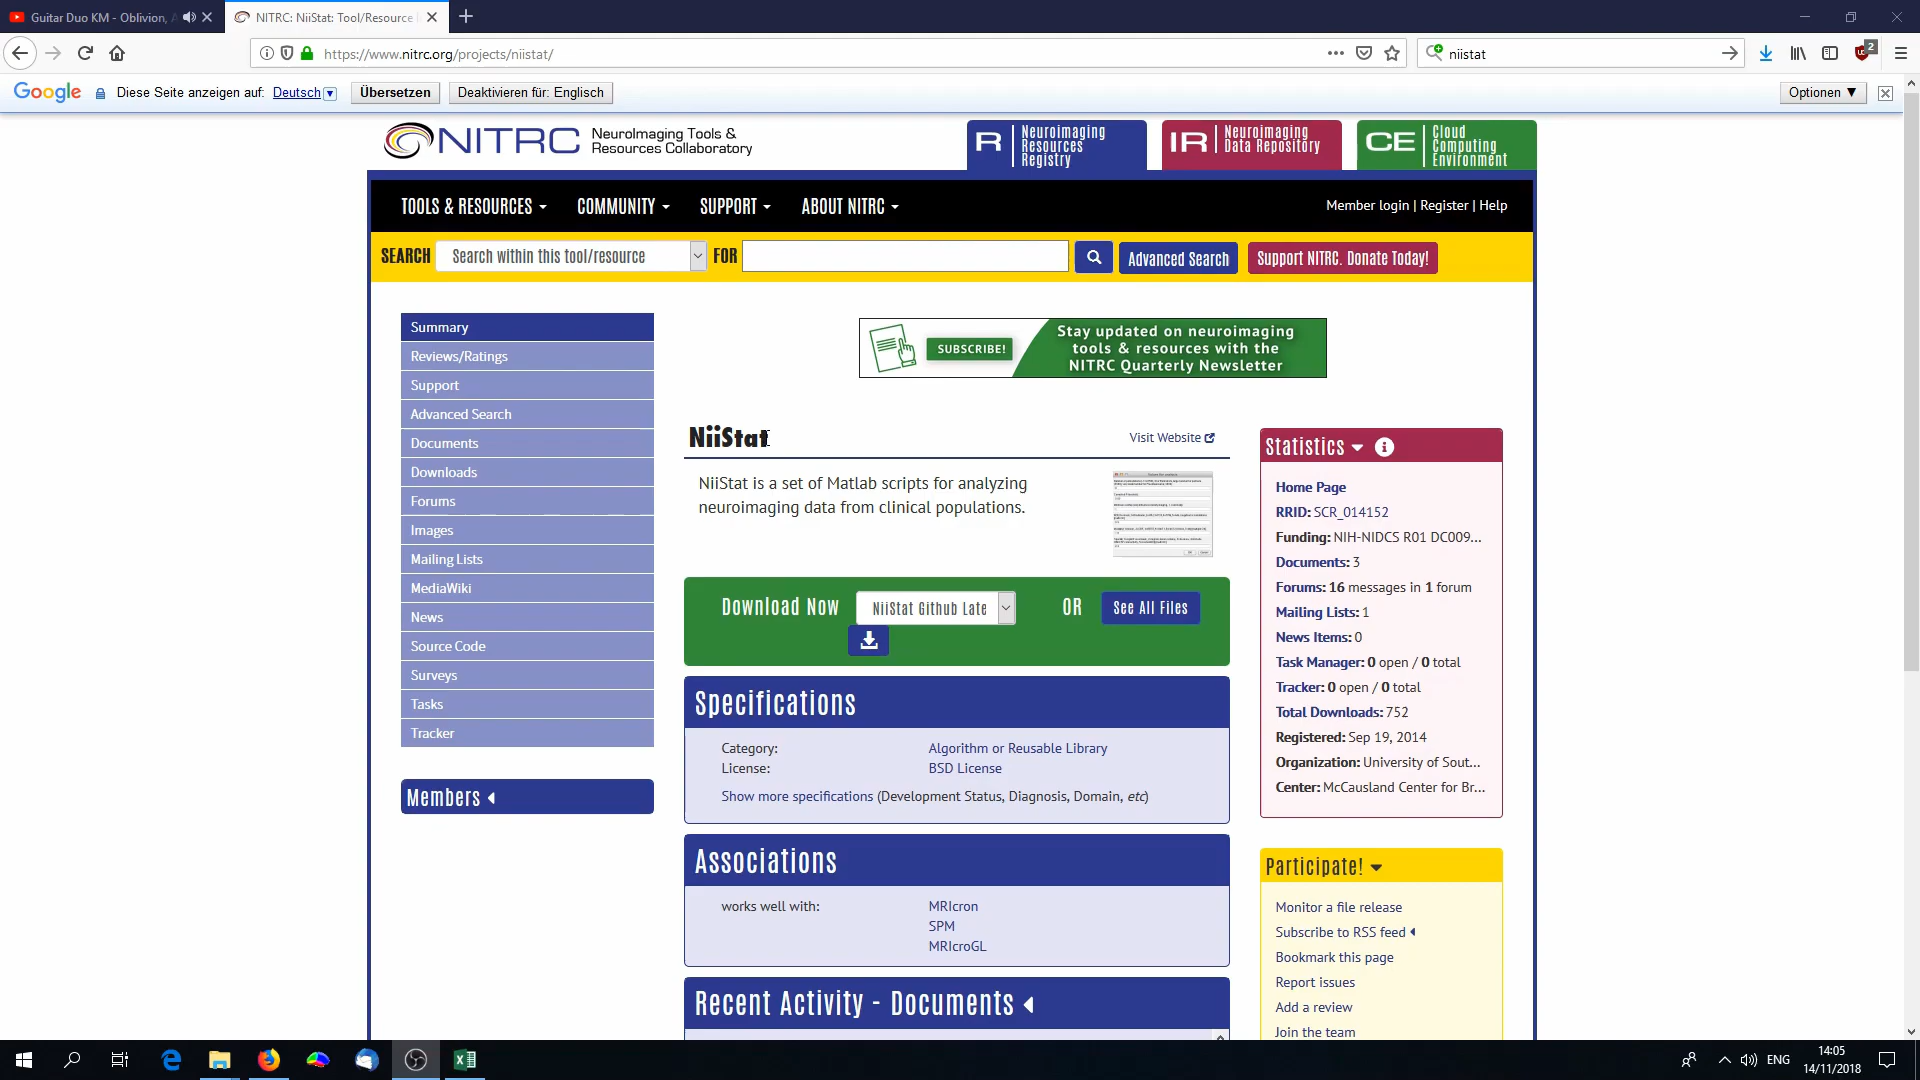 Guitar Duo KM - Oblivion,
NITRC: NiiStat: Tool/Resource
https://www.nitrc.org/projects/niistat/
niistat
2
Google
Diese Seite anzeigen auf: Deutsch
Übersetzen
Deaktivieren für: Englisch
Optionen ▼
NITRC
NeuroImaging Tools &
Resources Collaboratory
R
Neuroimaging
Resources
Registry
IR
Neuroimaging
Data Repository
CE
Cloud
Computing
Environment
TOOLS & RESOURCES
COMMUNITY
SUPPORT
ABOUT NITRC
Member login | Register | Help
SEARCH
Search within this tool/resource
FOR
Advanced Search
Support NITRC. Donate Today!
Summary
Reviews/Ratings
Support
Advanced Search
Documents
Downloads
Forums
Images
Mailing Lists
MediaWiki
News
Source Code
Surveys
Tasks
Tracker
Members
SUBSCRIBE!
Stay updated on neuroimaging
tools & resources with the
NITRC Quarterly Newsletter
NiiStat
Visit Website
NiiStat is a set of Matlab scripts for analyzing
neuroimaging data from clinical populations.
Download Now
NiiStat Github Late
OR
See All Files
Specifications
Category: Algorithm or Reusable Library
License: BSD License
Show more specifications (Development Status, Diagnosis, Domain, etc)
Associations
works well with: MRIcron
SPM
MRIcroGL
Recent Activity - Documents
Statistics
Home Page
RRID: SCR_014152
Funding: NIH-NIDCS R01 DC009...
Documents: 3
Forums: 16 messages in 1 forum
Mailing Lists: 1
News Items: 0
Task Manager: 0 open / 0 total
Tracker: 0 open / 0 total
Total Downloads: 752
Registered: Sep 19, 2014
Organization: University of Sout...
Center: McCausland Center for Br...
Participate!
Monitor a file release
Subscribe to RSS feed
Bookmark this page
Report issues
Add a review
Join the team
ENG
14:05
14/11/2018